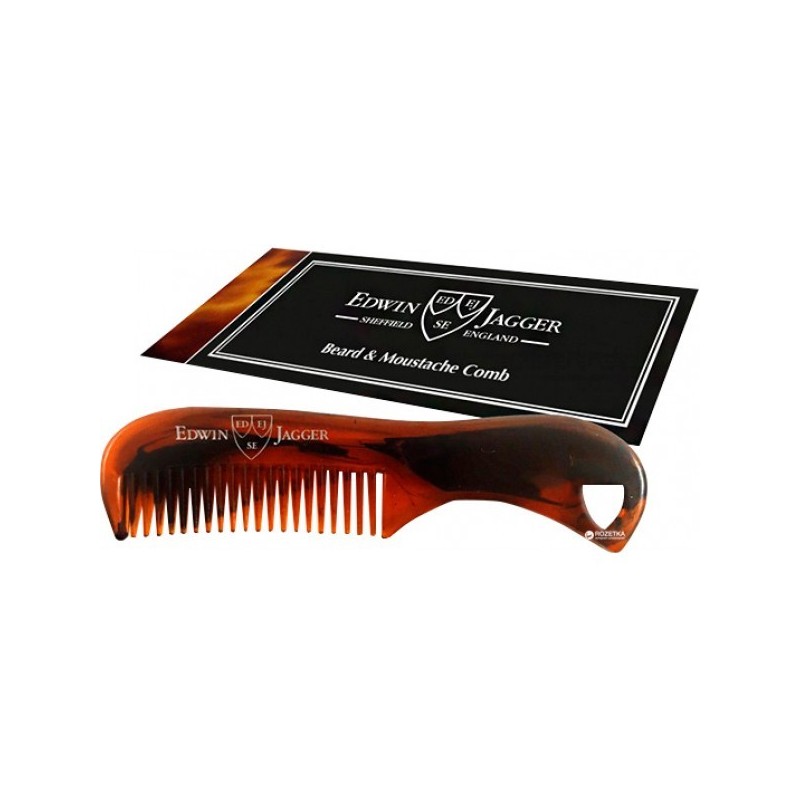 EDWIN ED EJ JAGGER
SHEFFIELD SE ENGLAND
Beard & Moustache Comb
EDWIN ED EJ JAGGER
SE
ROZETKA